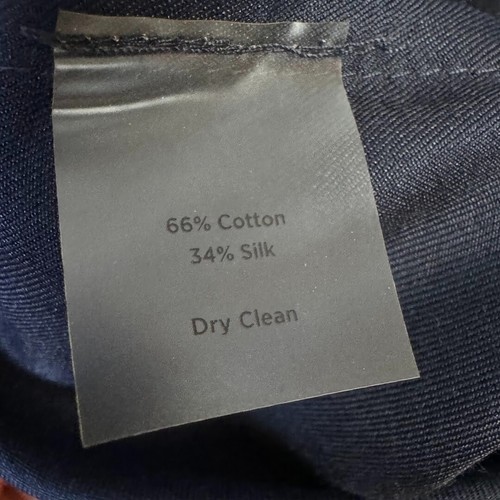 66% Cotton
34% Silk
Dry Clean